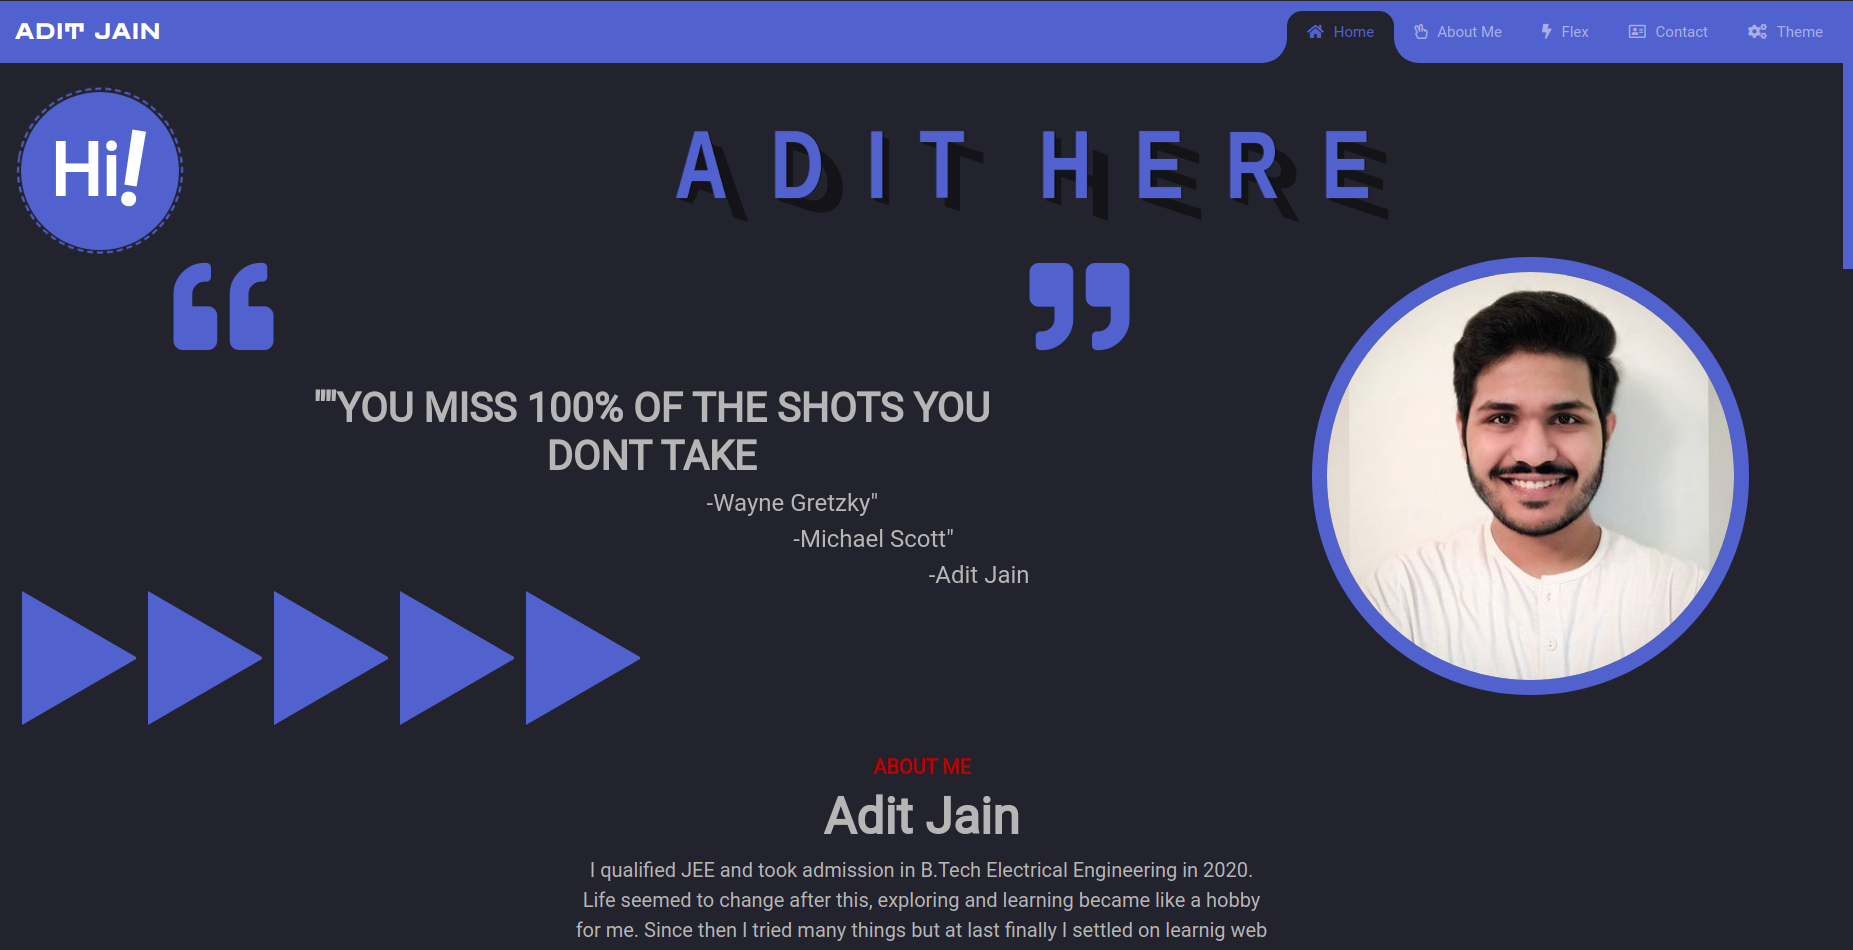 ADIT JAIN
Home
About Me
Flex
Contact
Theme
Hi!
ADIT HERE
“
”
""YOU MISS 100% OF THE SHOTS YOU
DONT TAKE
-Wayne Gretzky"
-Michael Scott"
-Adit Jain
ABOUT ME
Adit Jain
I qualified JEE and took admission in B.Tech Electrical Engineering in 2020.
Life seemed to change after this, exploring and learning became like a hobby
for me. Since then I tried many things but at last finally I settled on learnig web